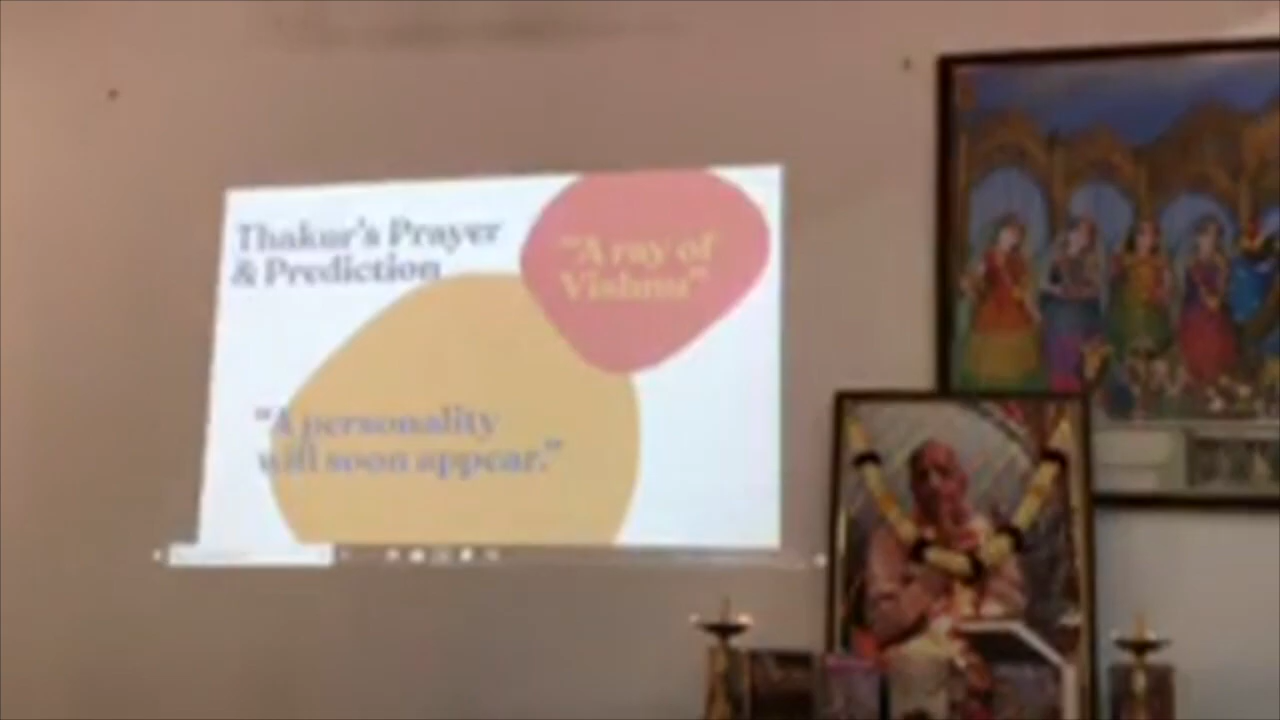 Thakur's Prayer
& Prediction
"A ray of
Vishnu"
"A personality
will soon appear."